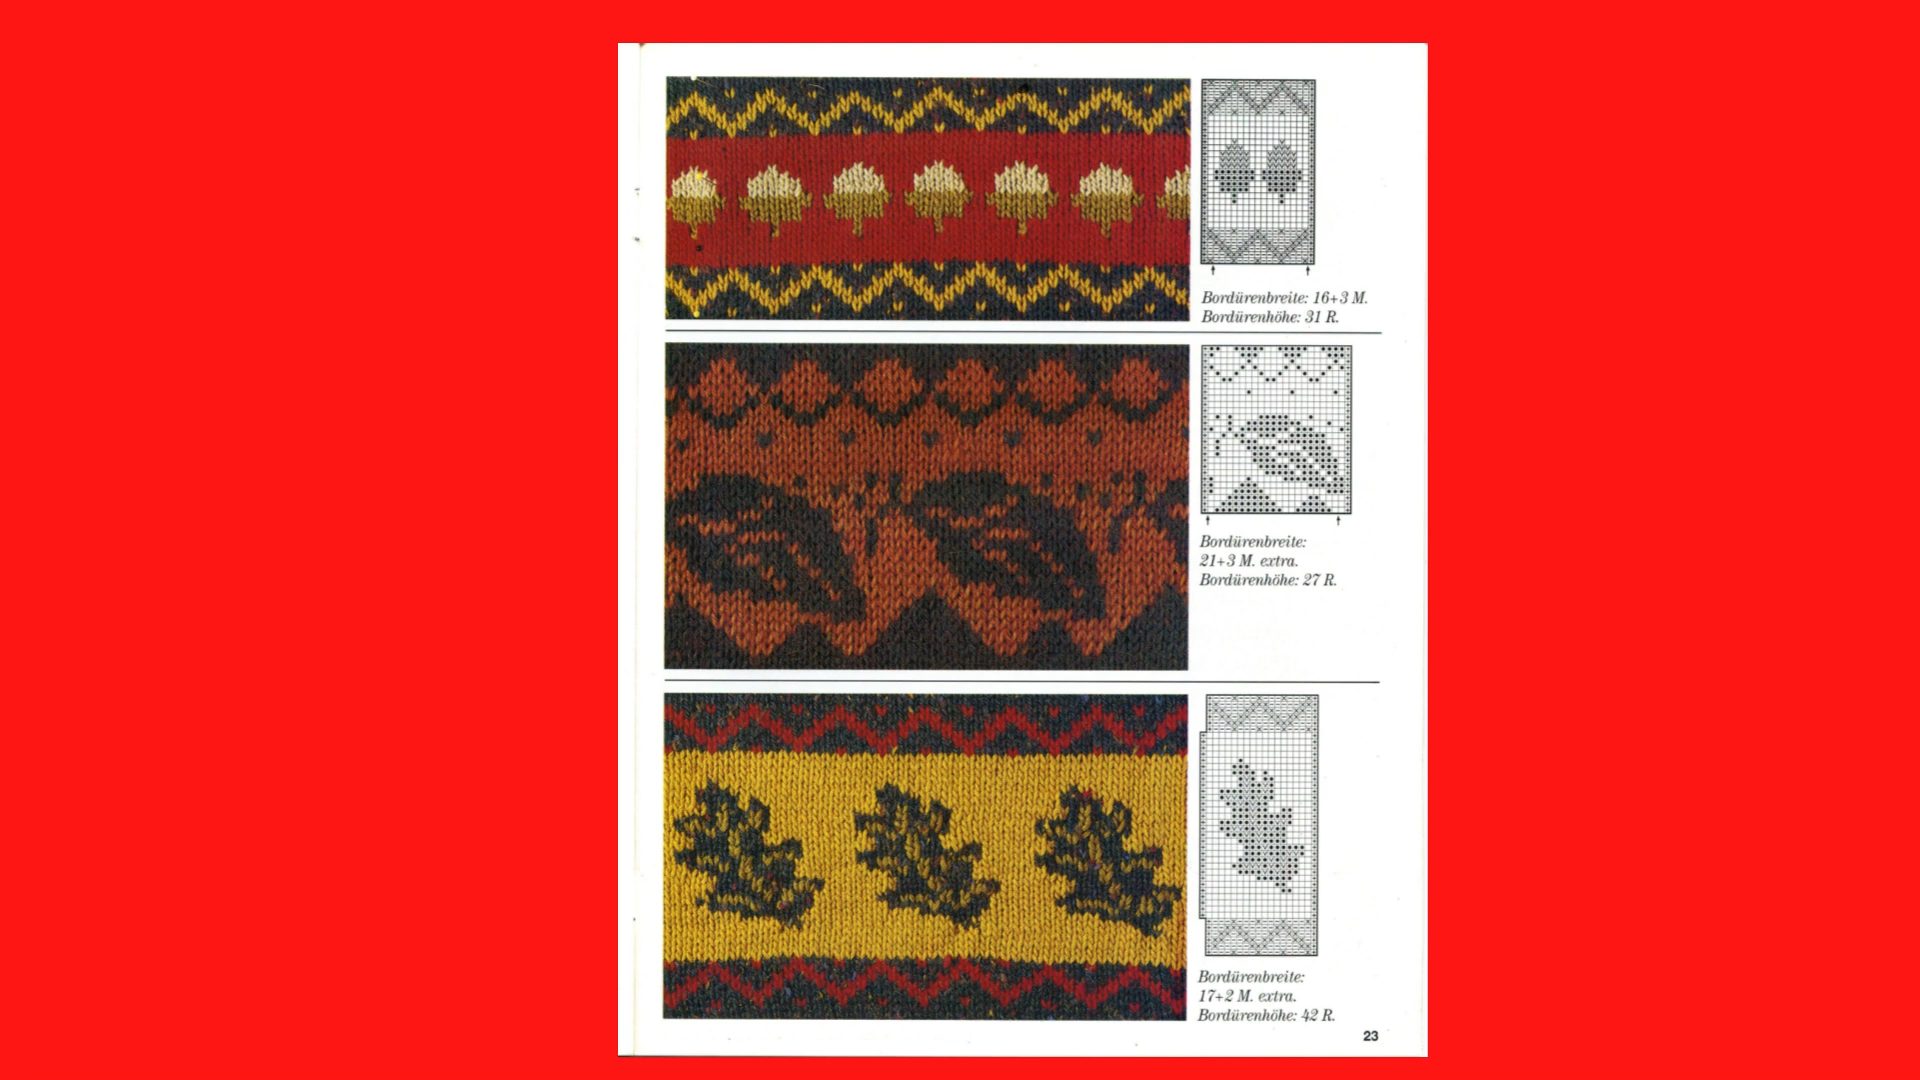 Bordürenbreite: 16+3 M.
Bordürenhöhe: 31 R.
Bordürenbreite:
21+3 M. extra.
Bordürenhöhe: 27 R.
Bordürenbreite:
17+2 M. extra.
Bordürenhöhe: 42 R.
23